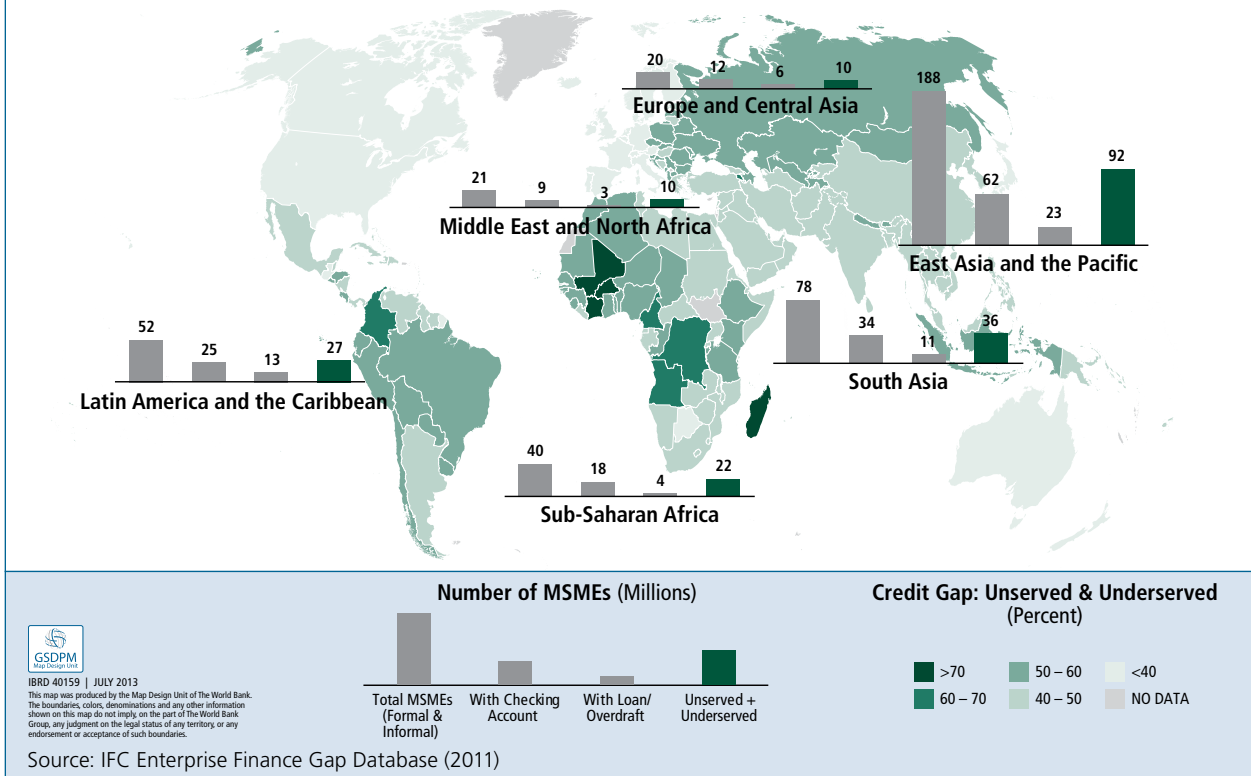 20 12 6 10
Europe and Central Asia
188 62 23 92
East Asia and the Pacific
21 9 3 10
Middle East and North Africa
78 34 11 36
South Asia
52 25 13 27
Latin America and the Caribbean
40 18 4 22
Sub-Saharan Africa
Number of MSMEs (Millions)
Total MSMEs
(Formal &
Informal)
With Checking
Account
With Loan/
Overdraft
Unserved +
Underserved
Credit Gap: Unserved & Underserved
(Percent)
>70
60 – 70
50 – 60
40 – 50
<40
NO DATA
GSDPM
Map Design Unit
IBRD 40159 | JULY 2013
This map was produced by the Map Design Unit of The World Bank.
The boundaries, colors, denominations and any other information
shown on this map do not imply, on the part of The World Bank
Group, any judgment on the legal status of any territory, or any
endorsement or acceptance of such boundaries.
Source: IFC Enterprise Finance Gap Database (2011)